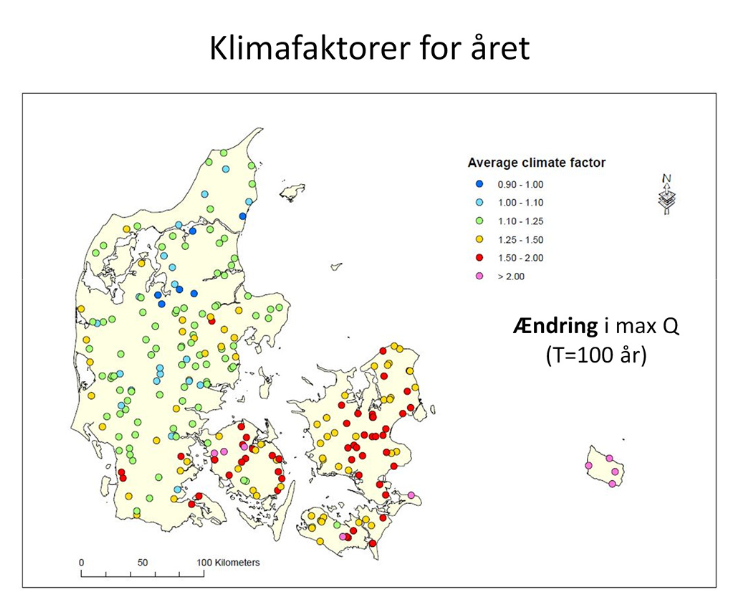 Klimafaktorer for året
Average climate factor
0.90 - 1.00
1.00 - 1.10
1.10 - 1.25
1.25 - 1.50
1.50 - 2.00
> 2.00
N
Ændring i max Q
(T=100 år)
0 50 100 Kilometers